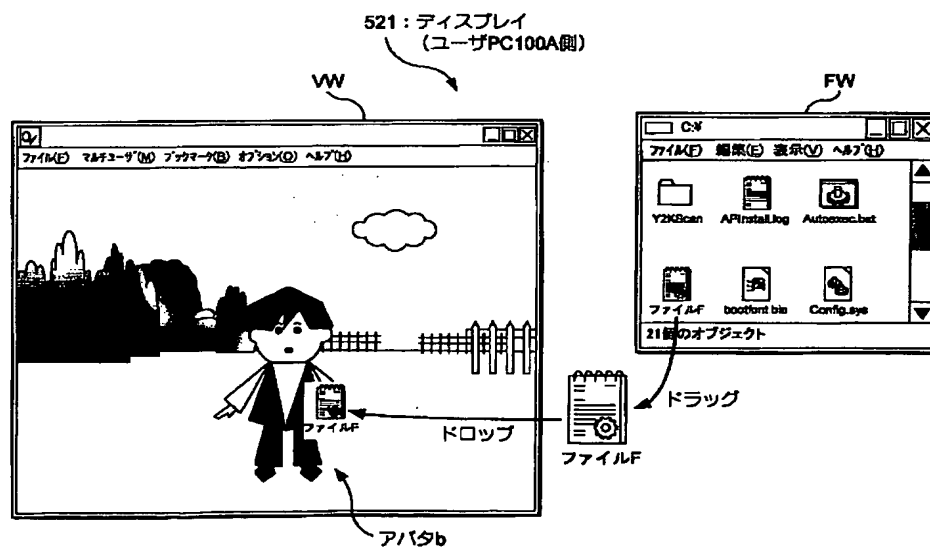 521：ディスプレイ
（ユーザPC100A側）
VW
FW
ファイル(F) マルチユーザ(M) ブックマーク(B) オプション(O) ヘルプ(H)
C:¥
ファイル(F) 編集(E) 表示(V) ヘルプ(H)
Y2KScan APInstall.log Autoexec.bat
ファイルF bootfont bin Config.sys
21個のオブジェクト
ドラッグ
ファイルF
ドロップ
ファイルF
アバタb